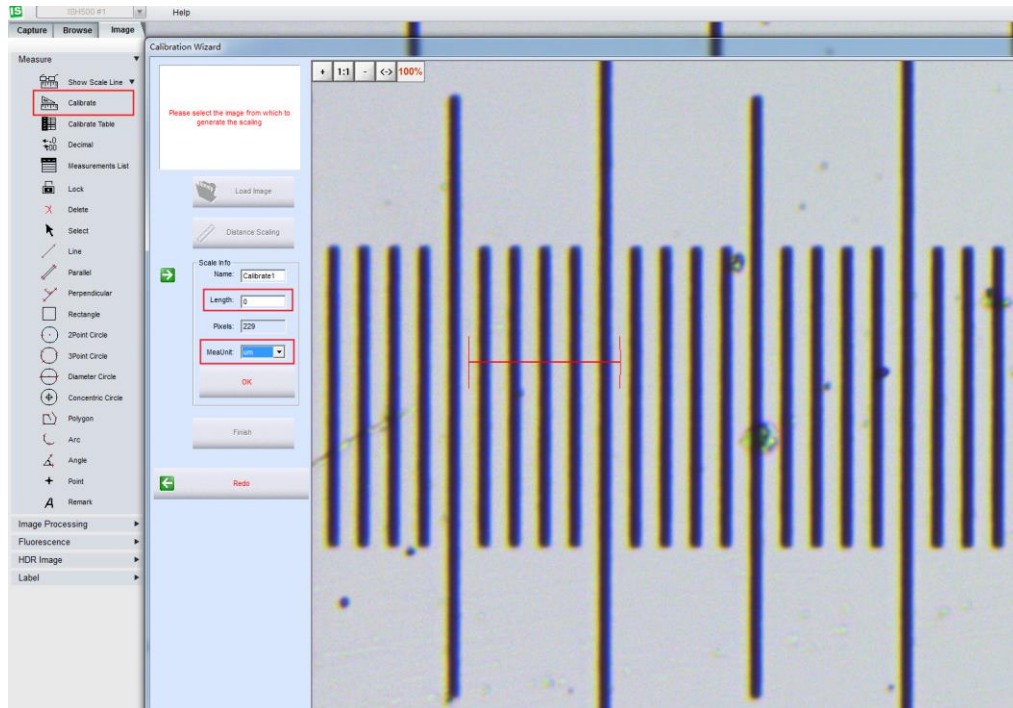 IS
ISH500 #1
Help
Capture Browse Image
Measure
Show Scale Line
Calibrate
Calibrate Table
Decimal
Measurements List
Lock
Delete
Select
Line
Parallel
Perpendicular
Rectangle
2Point Circle
3Point Circle
Diameter Circle
Concentric Circle
Polygon
Arc
Angle
Point
A Remark
Image Processing
Fluorescence
HDR Image
Label
Calibration Wizard
Please select the image from which to
generate the scaling
Load Image
Distance Scaling
Scale Info
Name: Calibrate1
Length: 0
Pixels: 229
MeaUnit: um
OK
Finish
Redo
+ 1:1 - <-> 100%